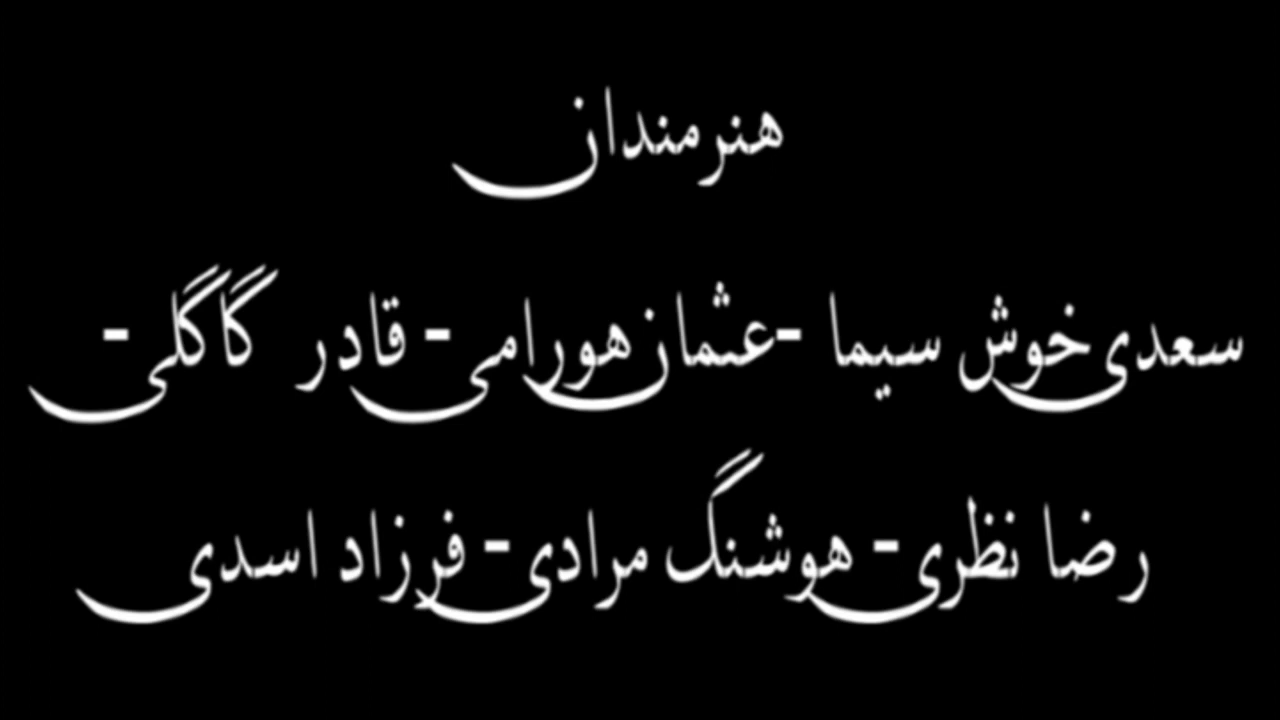 هنرمندان
سعدی خوش سیما -عثمان هورامی- قادر گاگلی-
رضا نظری- هوشنگ مرادی- فرزاد اسدی